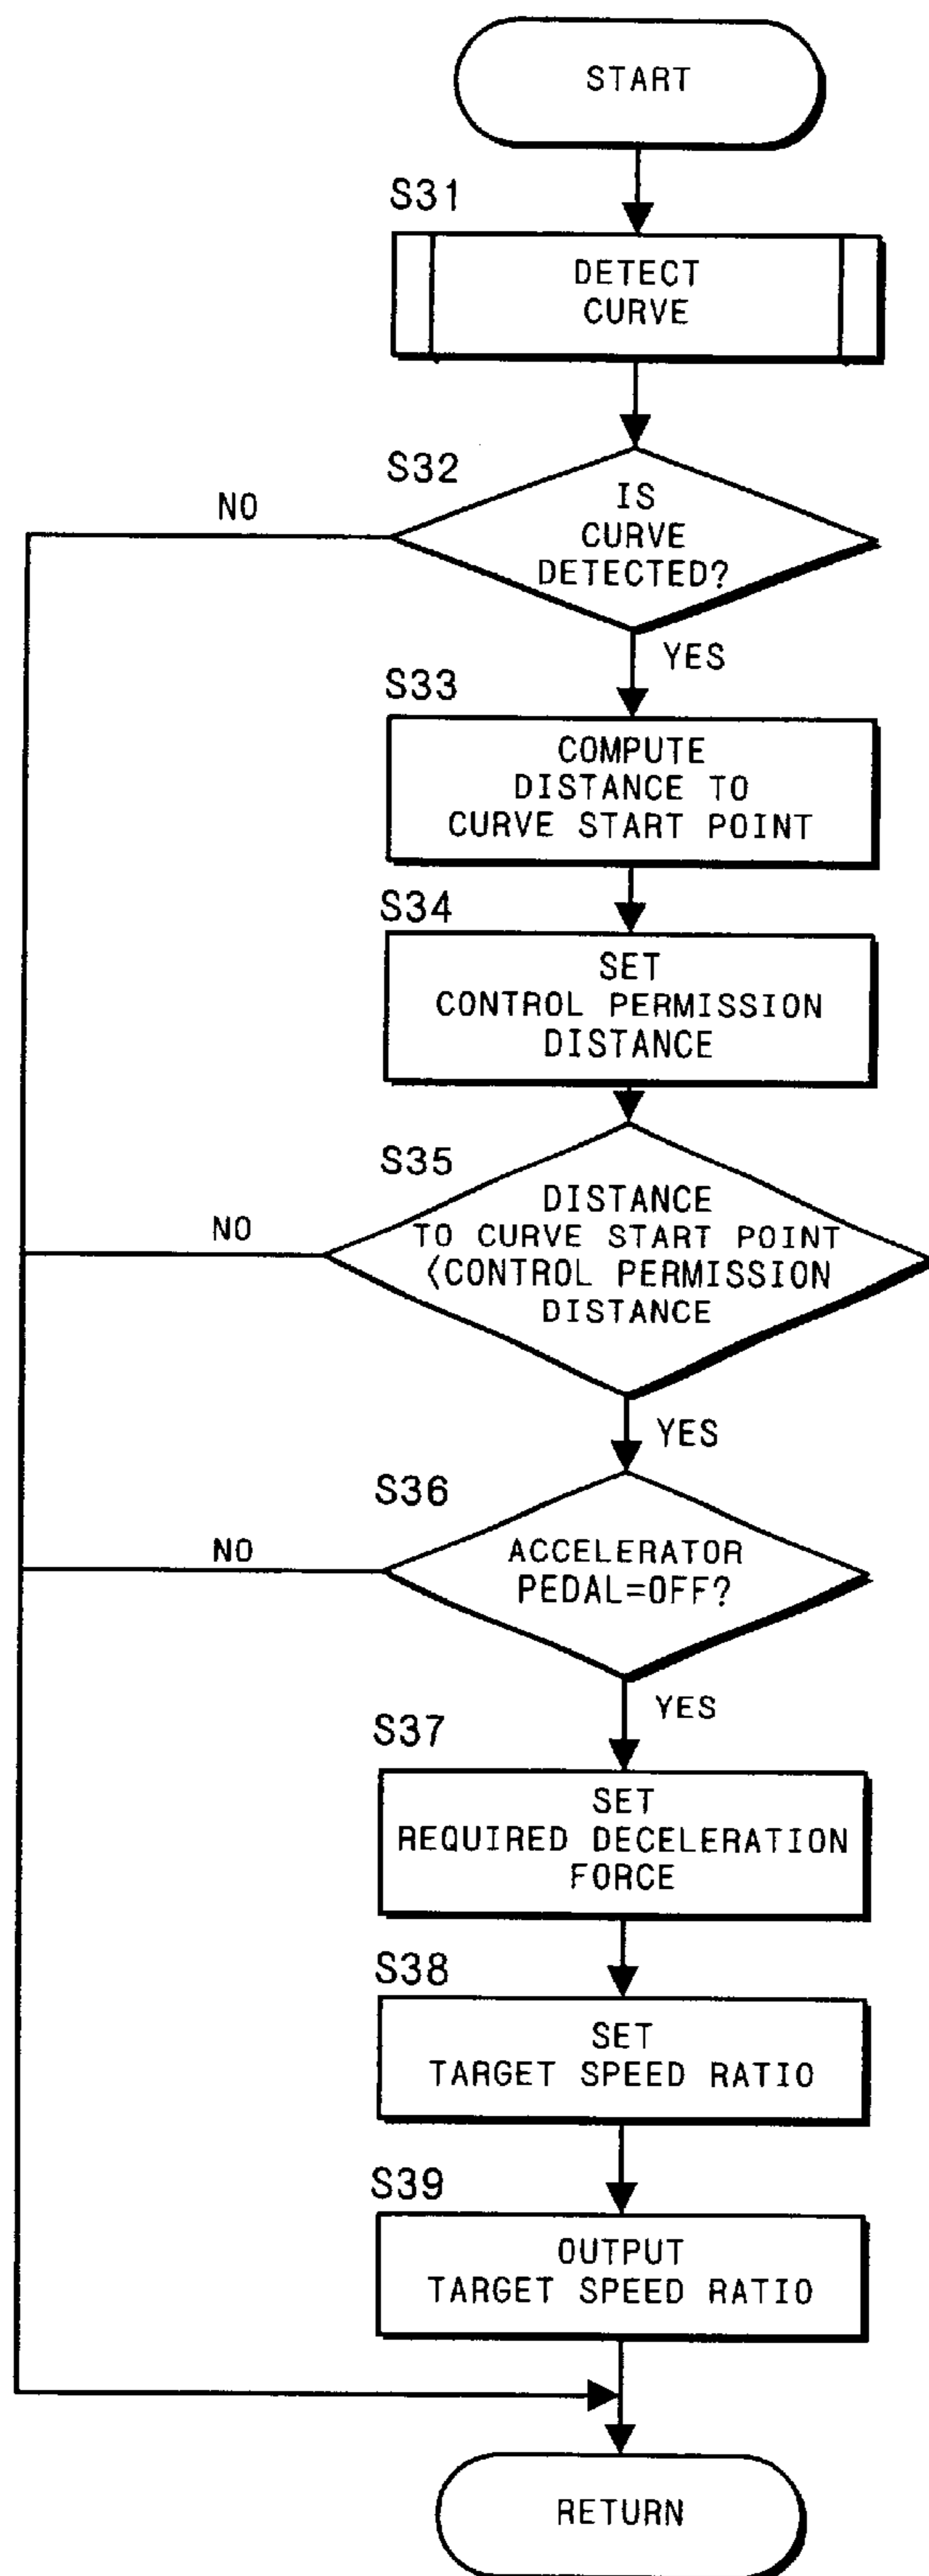 START
S31
DETECT
CURVE
S32
NO
IS
CURVE
DETECTED?
YES
S33
COMPUTE
DISTANCE TO
CURVE START POINT
S34
SET
CONTROL PERMISSION
DISTANCE
S35
NO
DISTANCE
TO CURVE START POINT
<CONTROL PERMISSION
DISTANCE
YES
S36
NO
ACCELERATOR
PEDAL=OFF?
YES
S37
SET
REQUIRED DECELERATION
FORCE
S38
SET
TARGET SPEED RATIO
S39
OUTPUT
TARGET SPEED RATIO
RETURN